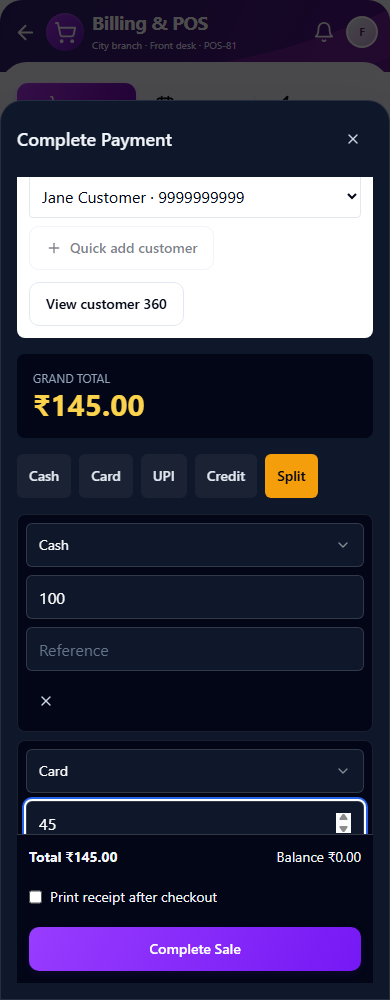 Billing & POS
City branch · Front desk · POS-81
F
Complete Payment
Jane Customer · 9999999999
Quick add customer
View customer 360
GRAND TOTAL
₹145.00
Cash
Card
UPI
Credit
Split
Cash
100
Reference
Card
45
Total ₹145.00
Balance ₹0.00
Print receipt after checkout
Complete Sale